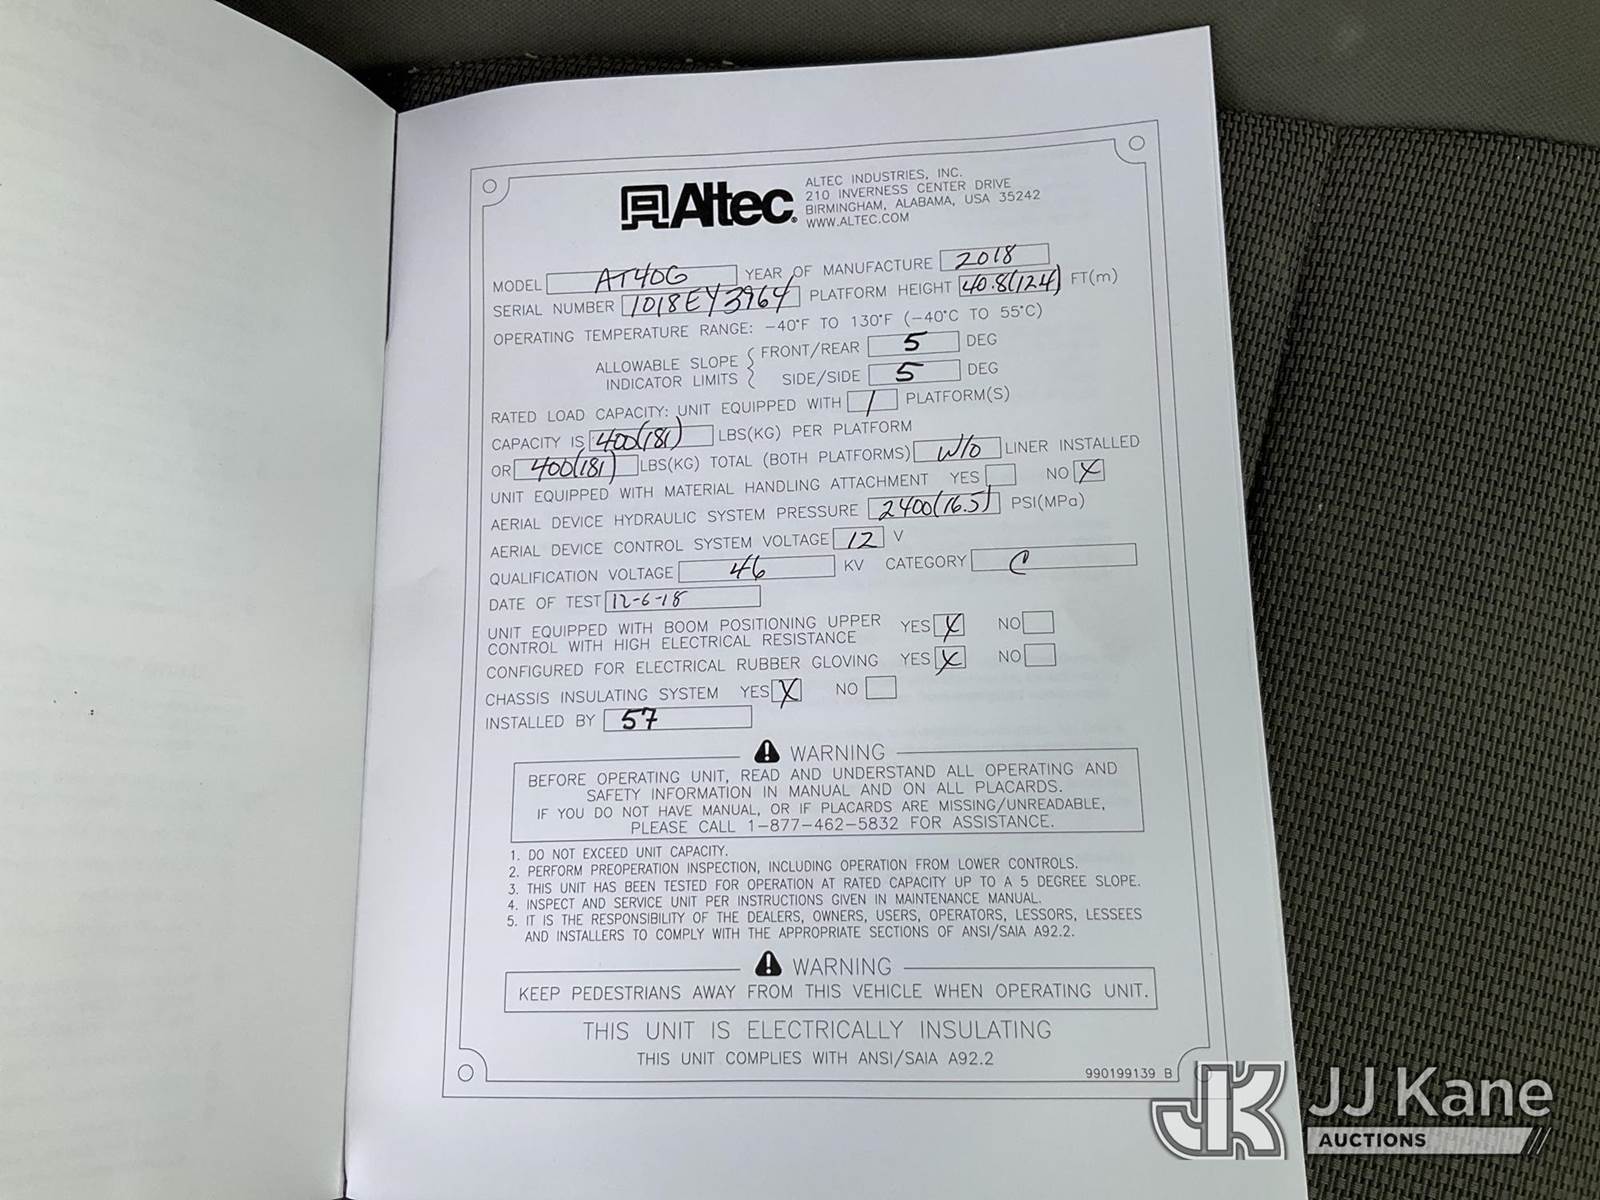 Altec
ALTEC INDUSTRIES, INC.
210 INVERNESS CENTER DRIVE
BIRMINGHAM, ALABAMA, USA 35242
WWW.ALTEC.COM
MODEL AT40G YEAR OF MANUFACTURE 2018
SERIAL NUMBER 1018EY3964 PLATFORM HEIGHT 40.8(12.4) FT(m)
OPERATING TEMPERATURE RANGE: -40°F TO 130°F (-40°C TO 55°C)
ALLOWABLE SLOPE INDICATOR LIMITS { FRONT/REAR 5 DEG
SIDE/SIDE 5 DEG
RATED LOAD CAPACITY: UNIT EQUIPPED WITH 1 PLATFORM(S)
CAPACITY IS 400(181) LBS(KG) PER PLATFORM
OR 400(181) LBS(KG) TOTAL (BOTH PLATFORMS) W/O LINER INSTALLED
UNIT EQUIPPED WITH MATERIAL HANDLING ATTACHMENT YES NO X
AERIAL DEVICE HYDRAULIC SYSTEM PRESSURE 2400(16.5) PSI(MPa)
AERIAL DEVICE CONTROL SYSTEM VOLTAGE 12 V
QUALIFICATION VOLTAGE 46 KV CATEGORY C
DATE OF TEST 12-6-18
UNIT EQUIPPED WITH BOOM POSITIONING UPPER
CONTROL WITH HIGH ELECTRICAL RESISTANCE YES X NO
CONFIGURED FOR ELECTRICAL RUBBER GLOVING YES X NO
CHASSIS INSULATING SYSTEM YES X NO
INSTALLED BY 57
WARNING
BEFORE OPERATING UNIT, READ AND UNDERSTAND ALL OPERATING AND
SAFETY INFORMATION IN MANUAL AND ON ALL PLACARDS.
IF YOU DO NOT HAVE MANUAL, OR IF PLACARDS ARE MISSING/UNREADABLE,
PLEASE CALL 1-877-462-5832 FOR ASSISTANCE.
1. DO NOT EXCEED UNIT CAPACITY.
2. PERFORM PREOPERATION INSPECTION, INCLUDING OPERATION FROM LOWER CONTROLS.
3. THIS UNIT HAS BEEN TESTED FOR OPERATION AT RATED CAPACITY UP TO A 5 DEGREE SLOPE.
4. INSPECT AND SERVICE UNIT PER INSTRUCTIONS GIVEN IN MAINTENANCE MANUAL.
5. IT IS THE RESPONSIBILITY OF THE DEALERS, OWNERS, USERS, OPERATORS, LESSORS, LESSEES
AND INSTALLERS TO COMPLY WITH THE APPROPRIATE SECTIONS OF ANSI/SAIA A92.2.
WARNING
KEEP PEDESTRIANS AWAY FROM THIS VEHICLE WHEN OPERATING UNIT.
THIS UNIT IS ELECTRICALLY INSULATING
THIS UNIT COMPLIES WITH ANSI/SAIA A92.2
990199139 B
JK JJ Kane
AUCTIONS